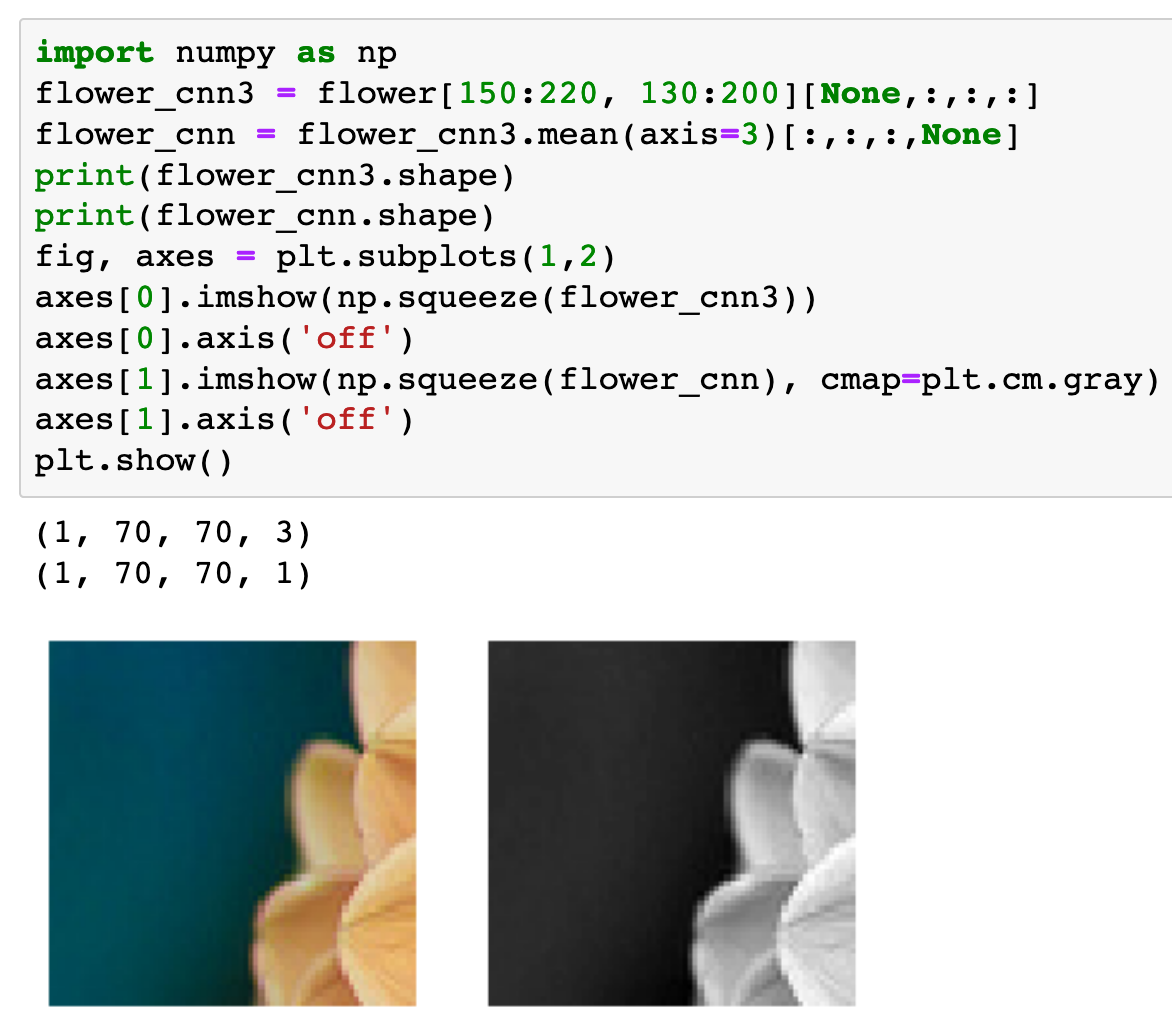 import numpy as np
flower_cnn3 = flower[150:220, 130:200][None,:,:,:]
flower_cnn = flower_cnn3.mean(axis=3)[:,:,:,None]
print(flower_cnn3.shape)
print(flower_cnn.shape)
fig, axes = plt.subplots(1,2)
axes[0].imshow(np.squeeze(flower_cnn3))
axes[0].axis('off')
axes[1].imshow(np.squeeze(flower_cnn), cmap=plt.cm.gray)
axes[1].axis('off')
plt.show()
(1, 70, 70, 3)
(1, 70, 70, 1)